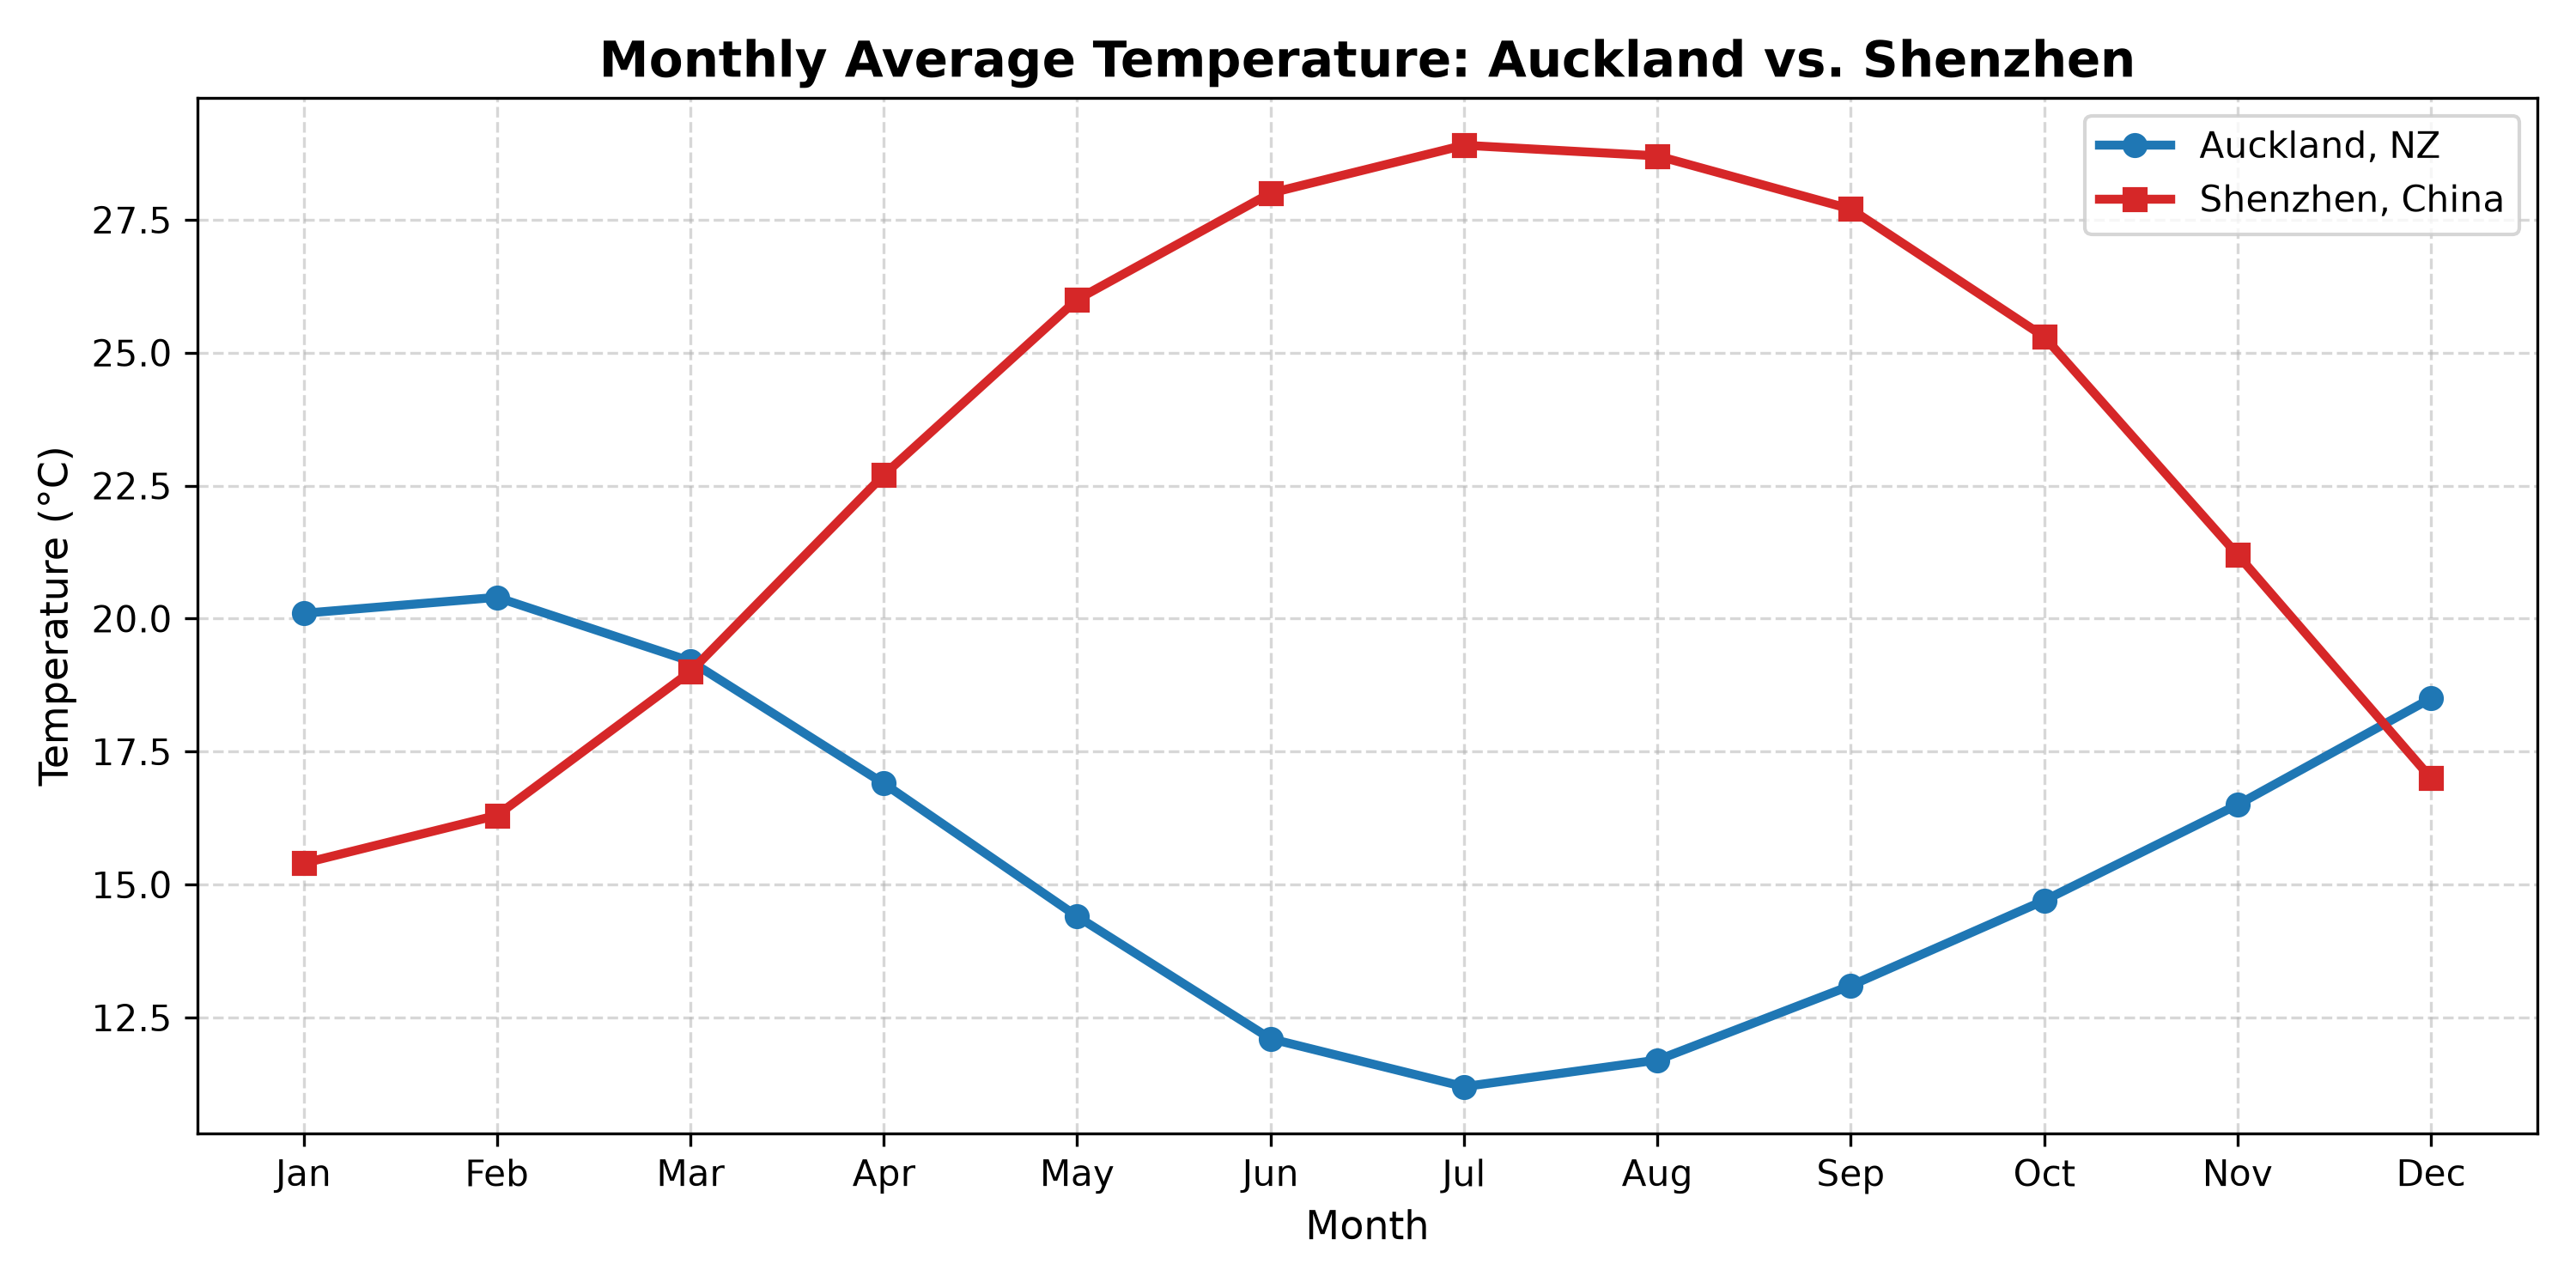 Monthly Average Temperature: Auckland vs. Shenzhen
Auckland, NZ
Shenzhen, China
Temperature (°C)
27.5
25.0
22.5
20.0
17.5
15.0
12.5
Jan Feb Mar Apr May Jun Jul Aug Sep Oct Nov Dec
Month